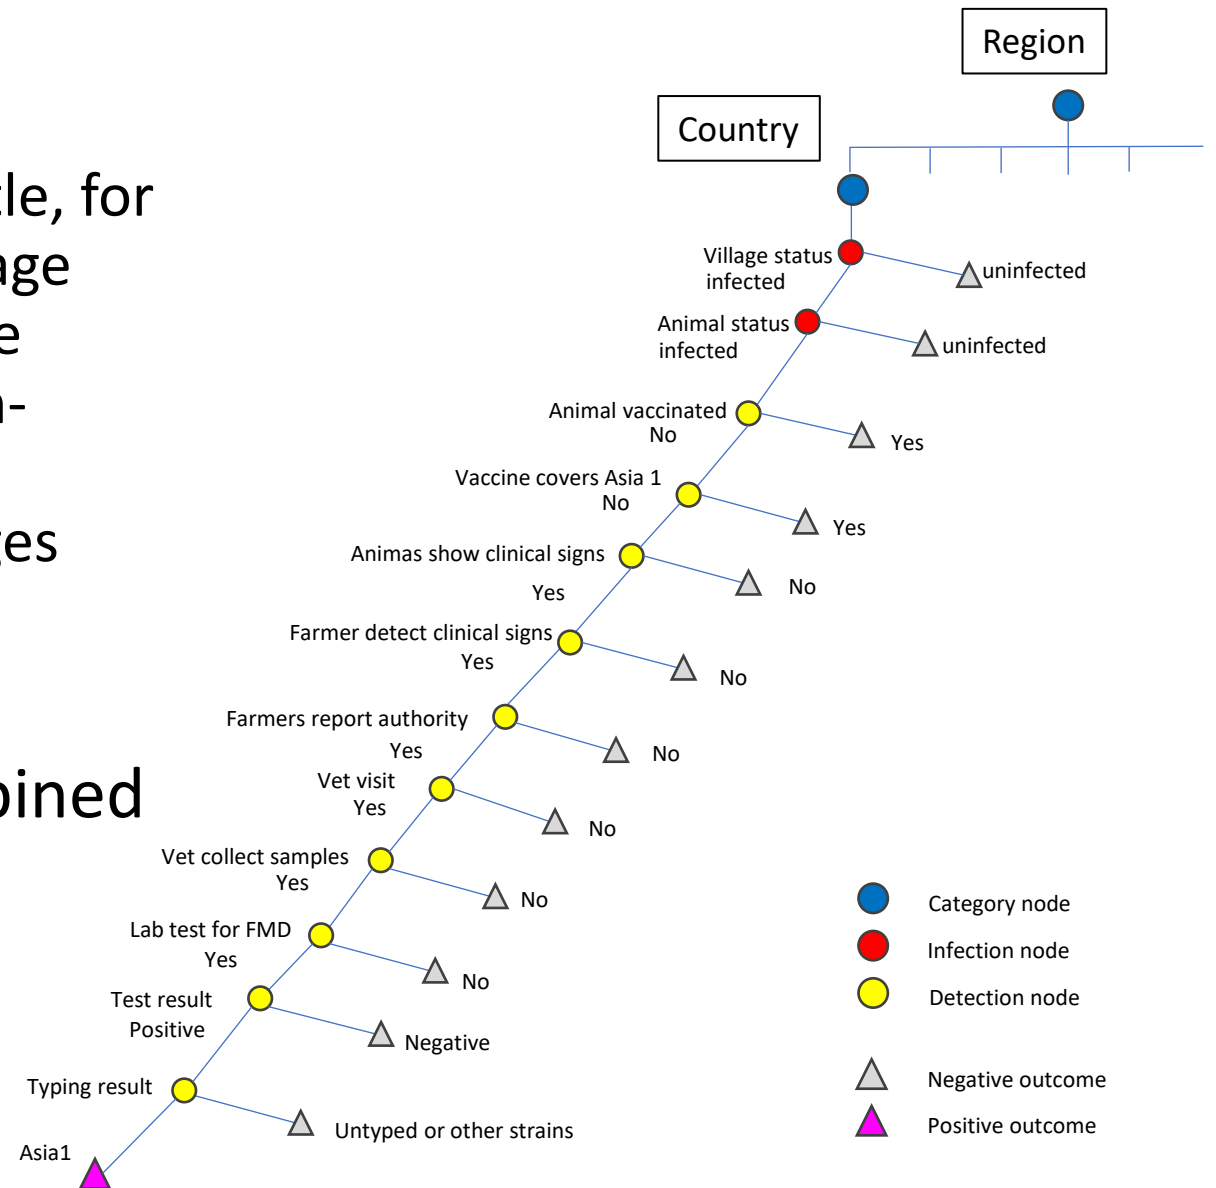 Region
Country
tle, for
age
e
n-
ges
bined
Village status
infected
uninfected
Animal status
infected
uninfected
Animal vaccinated
No
Yes
Vaccine covers Asia 1
No
Yes
Animas show clinical signs
Yes
No
Farmer detect clinical signs
Yes
No
Farmers report authority
Yes
No
Vet visit
Yes
No
Vet collect samples
Yes
No
Lab test for FMD
Yes
No
Test result
Positive
Negative
Typing result
Untyped or other strains
Asia1
Category node
Infection node
Detection node
Negative outcome
Positive outcome